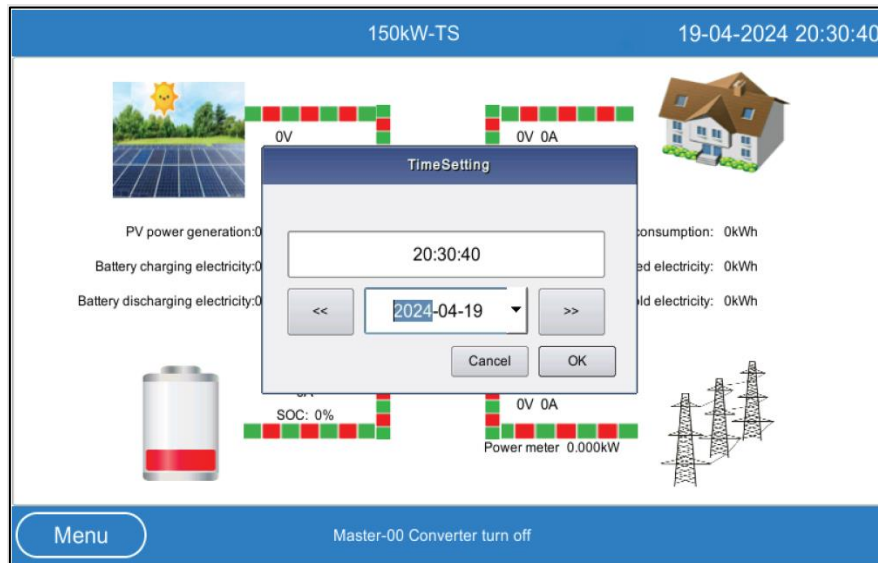 150kW-TS
19-04-2024 20:30:40
0V
0V 0A
TimeSetting
PV power generation:0
consumption: 0kWh
20:30:40
Battery charging electricity:0
ed electricity: 0kWh
Battery discharging electricity:0
ld electricity: 0kWh
<<
2024-04-19
>>
Cancel
OK
SOC: 0%
0V 0A
Power meter 0.000kW
Menu
Master-00 Converter turn off